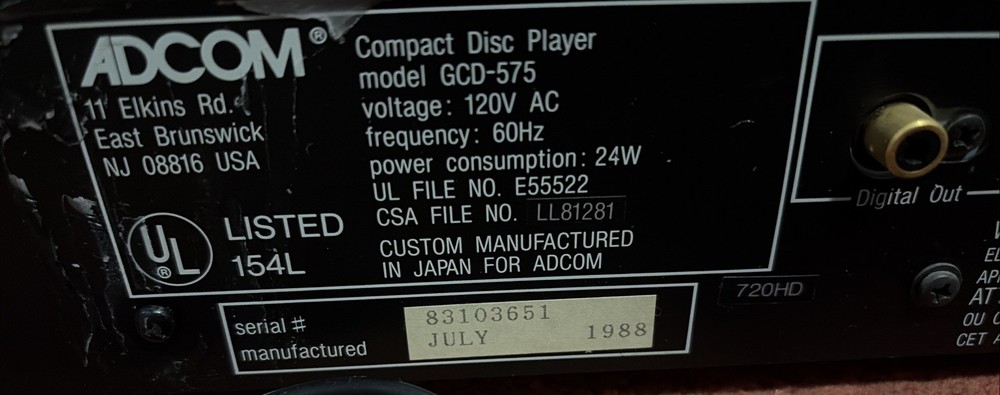 ADCOM®
11 Elkins Rd.
East Brunswick
NJ 08816 USA
UL®
LISTED
154L
Compact Disc Player
model GCD-575
voltage: 120V AC
frequency: 60Hz
power consumption: 24W
UL FILE NO. E55522
CSA FILE NO. LL81281
CUSTOM MANUFACTURED
IN JAPAN FOR ADCOM
serial # 83103651
manufactured JULY 1988
720HD
Digital Out
OU
CET